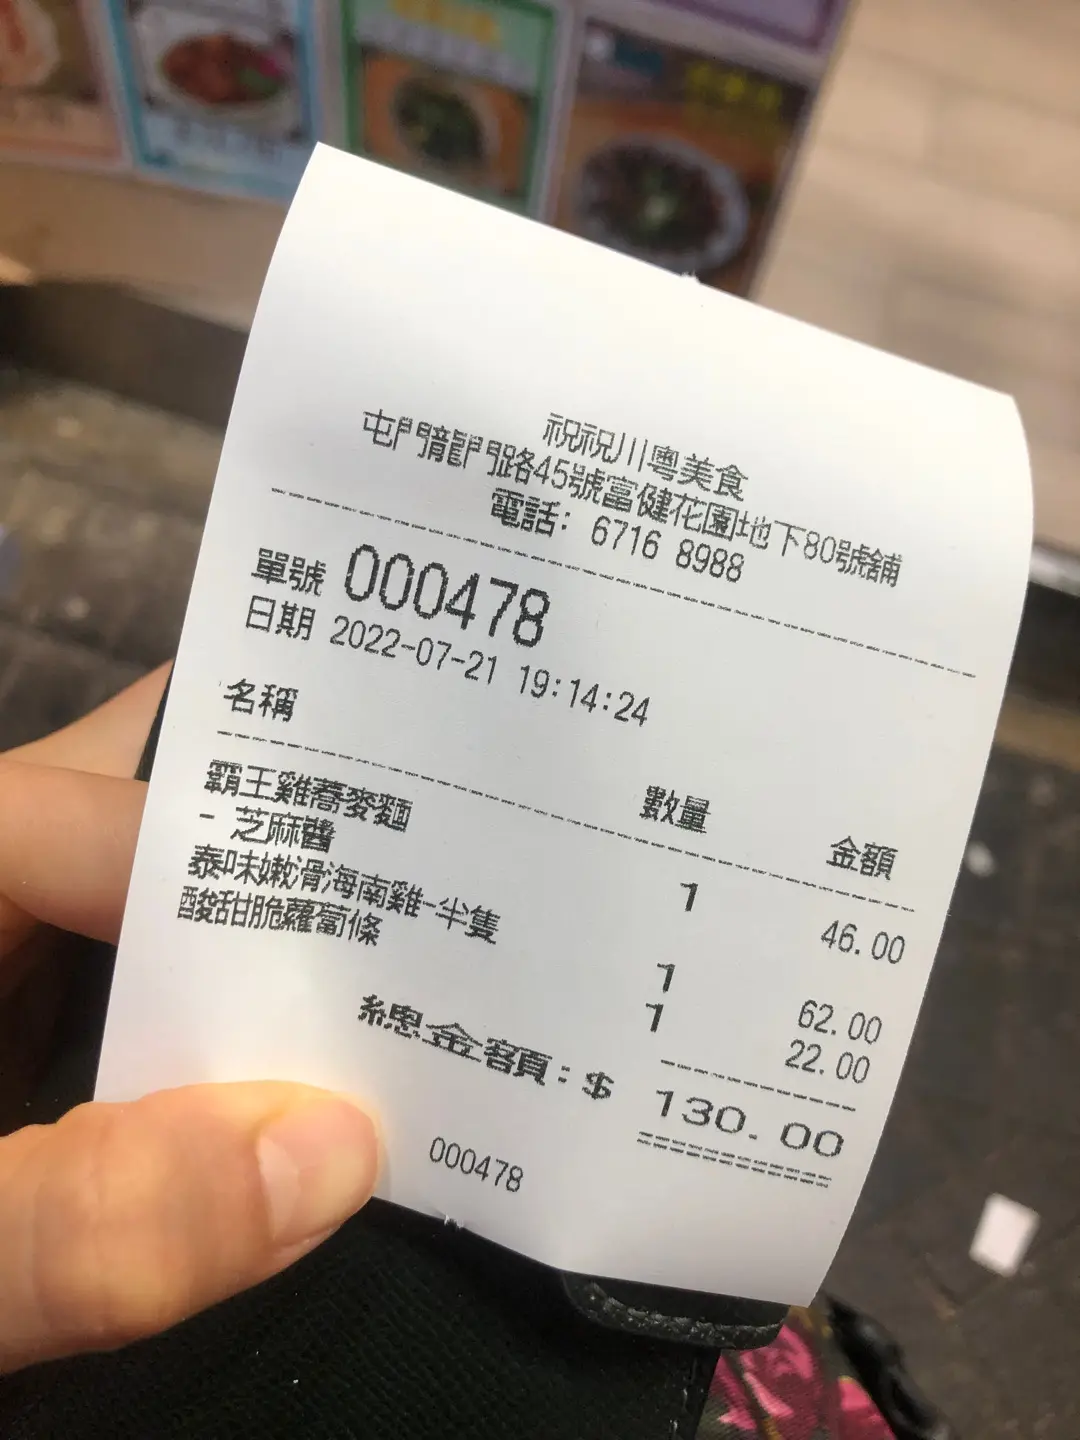 祝祝川粵美食
屯門龍門路45號富健花園地下80號舖
電話: 6716 8988
單號 000478
日期 2022-07-21 19:14:24
名稱 數量 金額
霸王雞蕎麥麵 1 46.00
- 芝麻醬
泰味嫩滑海南雞-半隻 1 62.00
酸甜脆蘿蔔條 1 22.00
總金額:$ 130.00
000478